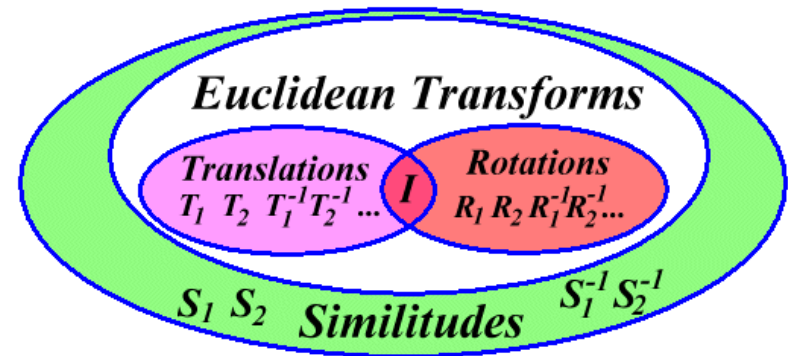 Euclidean Transforms
Translations
T₁ T₂ T₁⁻¹ T₂⁻¹ ...
I
Rotations
R₁ R₂ R₁⁻¹ R₂⁻¹ ...
S₁ S₂
Similitudes
S₁⁻¹ S₂⁻¹